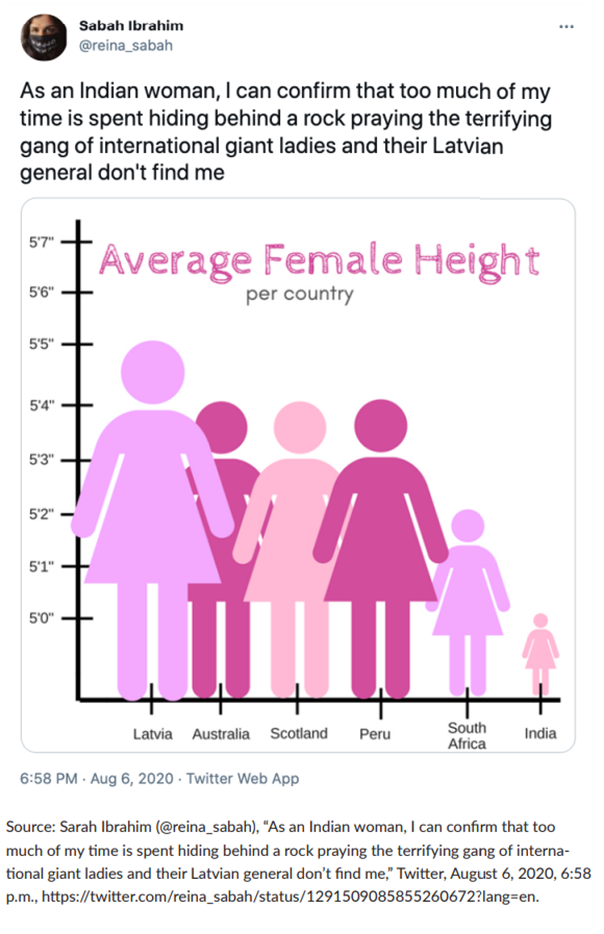 Sabah Ibrahim
@reina_sabah
As an Indian woman, I can confirm that too much of my
time is spent hiding behind a rock praying the terrifying
gang of international giant ladies and their Latvian
general don't find me
Average Female Height
per country
5'7"
5'6"
5'5"
5'4"
5'3"
5'2"
5'1"
5'0"
Latvia Australia Scotland Peru South Africa India
6:58 PM · Aug 6, 2020 · Twitter Web App
Source: Sarah Ibrahim (@reina_sabah), “As an Indian woman, I can confirm that too
much of my time is spent hiding behind a rock praying the terrifying gang of interna-
tional giant ladies and their Latvian general don’t find me,” Twitter, August 6, 2020, 6:58
p.m., https://twitter.com/reina_sabah/status/1291509085855260672?lang=en.